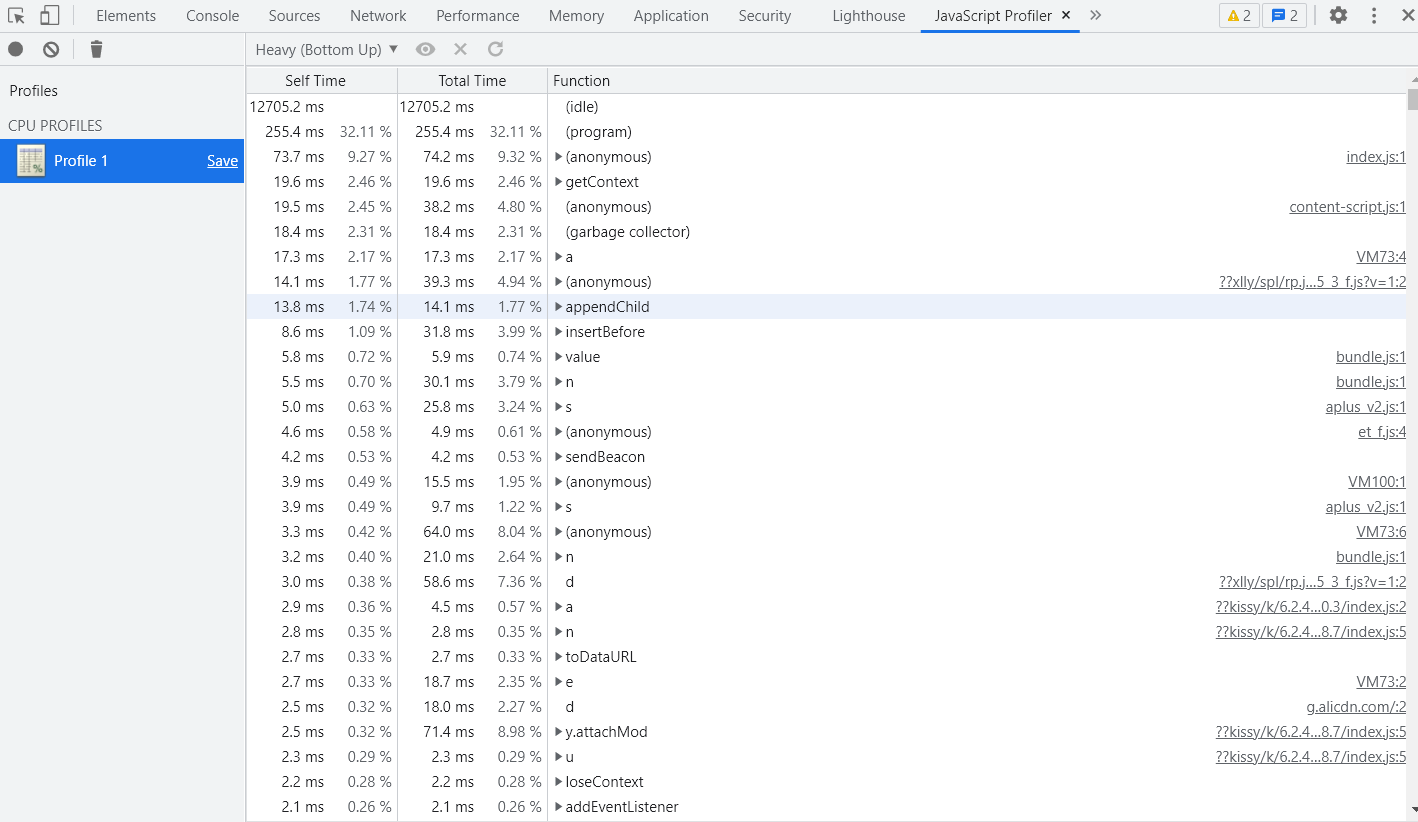 Elements Console Sources Network Performance Memory Application Security Lighthouse JavaScript Profiler × » 2 2
Heavy (Bottom Up) ▼
Profiles
CPU PROFILES
Profile 1 Save
Self Time Total Time Function
12705.2 ms 12705.2 ms (idle)
255.4 ms 32.11 % 255.4 ms 32.11 % (program)
73.7 ms 9.27 % 74.2 ms 9.32 % (anonymous) index.js:1
19.6 ms 2.46 % 19.6 ms 2.46 % getContext
19.5 ms 2.45 % 38.2 ms 4.80 % (anonymous) content-script.js:1
18.4 ms 2.31 % 18.4 ms 2.31 % (garbage collector)
17.3 ms 2.17 % 17.3 ms 2.17 % a VM73:4
14.1 ms 1.77 % 39.3 ms 4.94 % (anonymous) ??xlly/spl/rp.j…5_3_f.js?v=1:2
13.8 ms 1.74 % 14.1 ms 1.77 % appendChild
8.6 ms 1.09 % 31.8 ms 3.99 % insertBefore
5.8 ms 0.72 % 5.9 ms 0.74 % value bundle.js:1
5.5 ms 0.70 % 30.1 ms 3.79 % n bundle.js:1
5.0 ms 0.63 % 25.8 ms 3.24 % s aplus_v2.js:1
4.6 ms 0.58 % 4.9 ms 0.61 % (anonymous) et_f.js:4
4.2 ms 0.53 % 4.2 ms 0.53 % sendBeacon
3.9 ms 0.49 % 15.5 ms 1.95 % (anonymous) VM100:1
3.9 ms 0.49 % 9.7 ms 1.22 % s aplus_v2.js:1
3.3 ms 0.42 % 64.0 ms 8.04 % (anonymous) VM73:6
3.2 ms 0.40 % 21.0 ms 2.64 % n bundle.js:1
3.0 ms 0.38 % 58.6 ms 7.36 % d ??xlly/spl/rp.j…5_3_f.js?v=1:2
2.9 ms 0.36 % 4.5 ms 0.57 % a ??kissy/k/6.2.4…0.3/index.js:2
2.8 ms 0.35 % 2.8 ms 0.35 % n ??kissy/k/6.2.4…8.7/index.js:5
2.7 ms 0.33 % 2.7 ms 0.33 % toDataURL
2.7 ms 0.33 % 18.7 ms 2.35 % e VM73:2
2.5 ms 0.32 % 18.0 ms 2.27 % d g.alicdn.com/:2
2.5 ms 0.32 % 71.4 ms 8.98 % y.attachMod ??kissy/k/6.2.4…8.7/index.js:5
2.3 ms 0.29 % 2.3 ms 0.29 % u ??kissy/k/6.2.4…8.7/index.js:5
2.2 ms 0.28 % 2.2 ms 0.28 % loseContext
2.1 ms 0.26 % 2.1 ms 0.26 % addEventListener